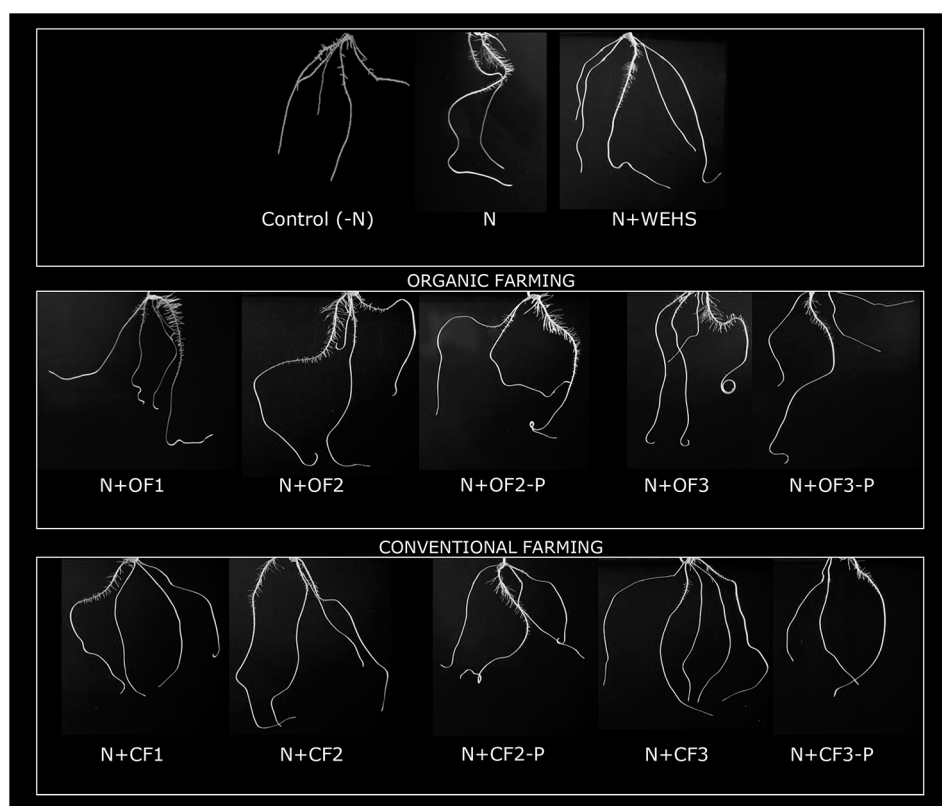 Control (-N) N N+WEHS
ORGANIC FARMING
N+OF1 N+OF2 N+OF2-P N+OF3 N+OF3-P
CONVENTIONAL FARMING
N+CF1 N+CF2 N+CF2-P N+CF3 N+CF3-P